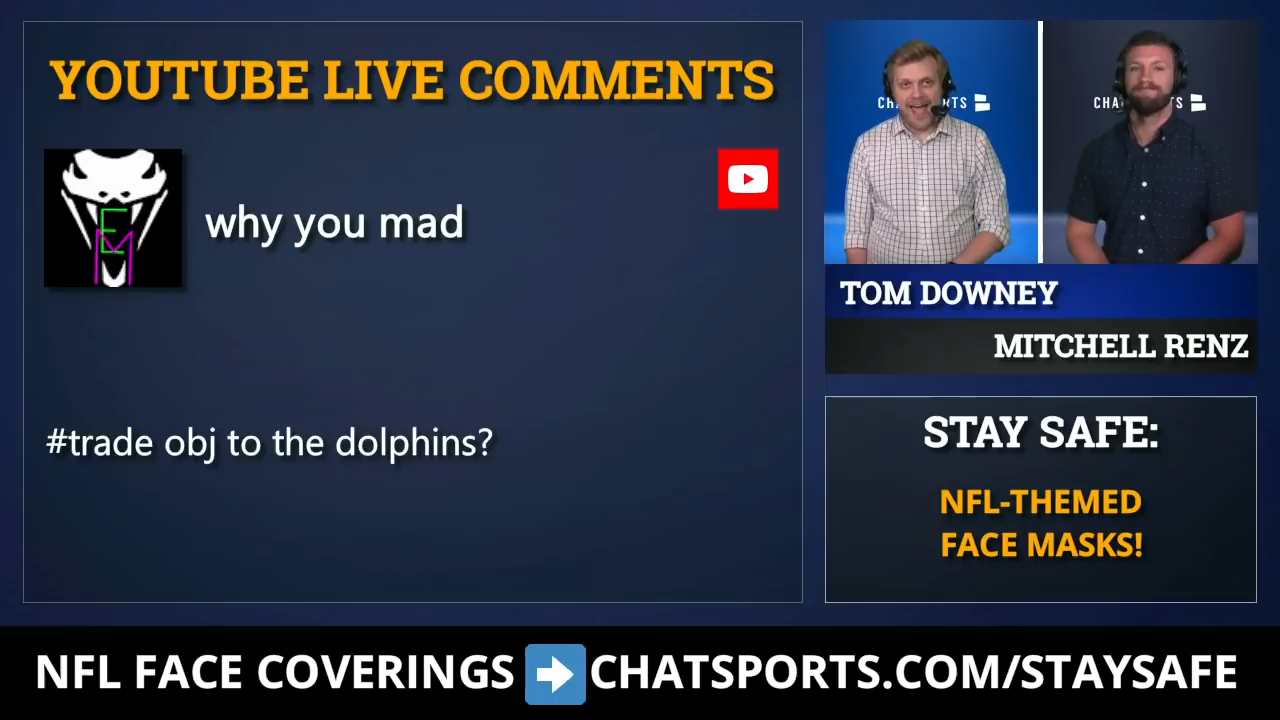 YOUTUBE LIVE COMMENTS
EM
why you mad
#trade obj to the dolphins?
TOM DOWNEY
MITCHELL RENZ
STAY SAFE:
NFL-THEMED
FACE MASKS!
NFL FACE COVERINGS ➡ CHATSPORTS.COM/STAYSAFE